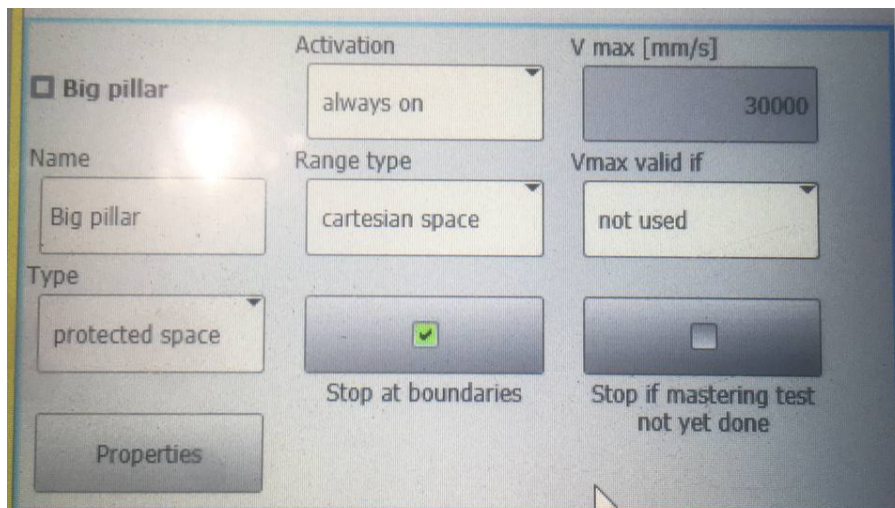 Big pillar
Name
Big pillar
Type
protected space
Properties
Activation
always on
Range type
cartesian space
Stop at boundaries
V max [mm/s]
30000
Vmax valid if
not used
Stop if mastering test
not yet done